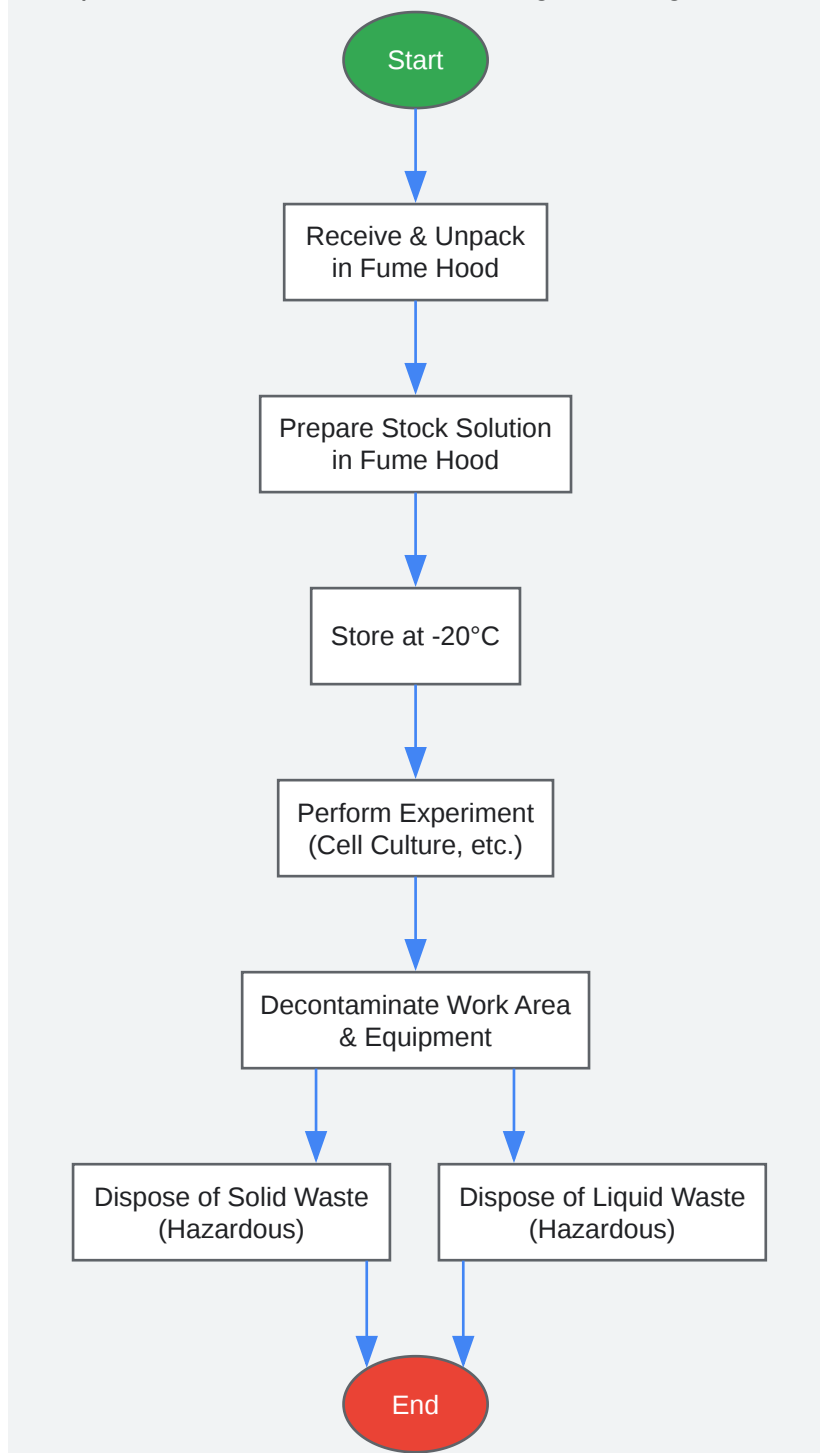 Start
Receive & Unpack
in Fume Hood
Prepare Stock Solution
in Fume Hood
Store at -20°C
Perform Experiment
(Cell Culture, etc.)
Decontaminate Work Area
& Equipment
Dispose of Solid Waste
(Hazardous)
Dispose of Liquid Waste
(Hazardous)
End